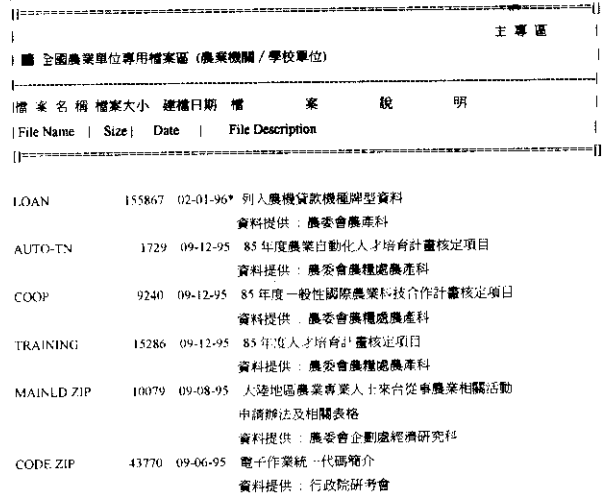 主 專 區
全國農業單位專用檔案區 (農業機關 / 學校單位)
檔 案 名 稱 檔案大小 建檔日期 檔 案 說 明
| File Name | Size | Date | File Description |
LOAN 155867 02-01-96* 列入農機貸款機種牌型資料
資料提供 : 農委會農產科
AUTO-TN 1729 09-12-95 85 年度農業自動化人才培育計畫核定項目
資料提供 : 農委會農糧處農產科
COOP 9240 09-12-95 85 年度一般性國際農業科技合作計畫核定項目
資料提供 : 農委會農糧處農產科
TRAINING 15286 09-12-95 85 年度人才培育計畫核定項目
資料提供 : 農委會農糧處農產科
MAINLD ZIP 10079 09-08-95 大陸地區農業專業人士來台從事農業相關活動
申請辦法及相關表格
資料提供 : 農委會企劃處經濟研究科
CODE ZIP 43770 09-06-95 電子作業統一代碼簡介
資料提供 : 行政院研考會